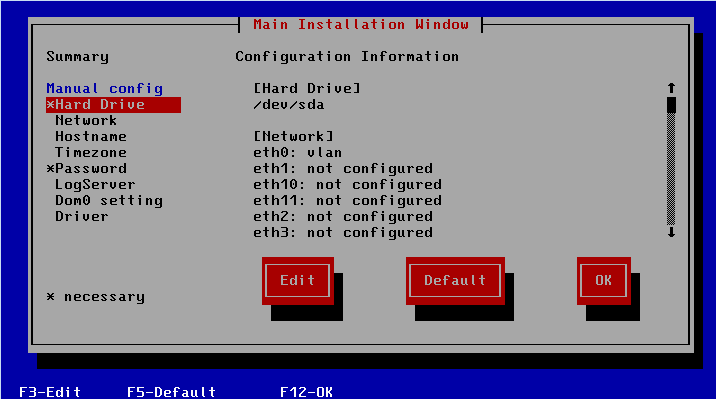 Main Installation Window
Summary Configuration Information
Manual config [Hard Drive]
*Hard Drive /dev/sda
Network
Hostname [Network]
Timezone eth0: vlan
*Password eth1: not configured
LogServer eth10: not configured
Dom0 setting eth11: not configured
Driver eth2: not configured
eth3: not configured
Edit Default OK
* necessary
F3-Edit F5-Default F12-OK